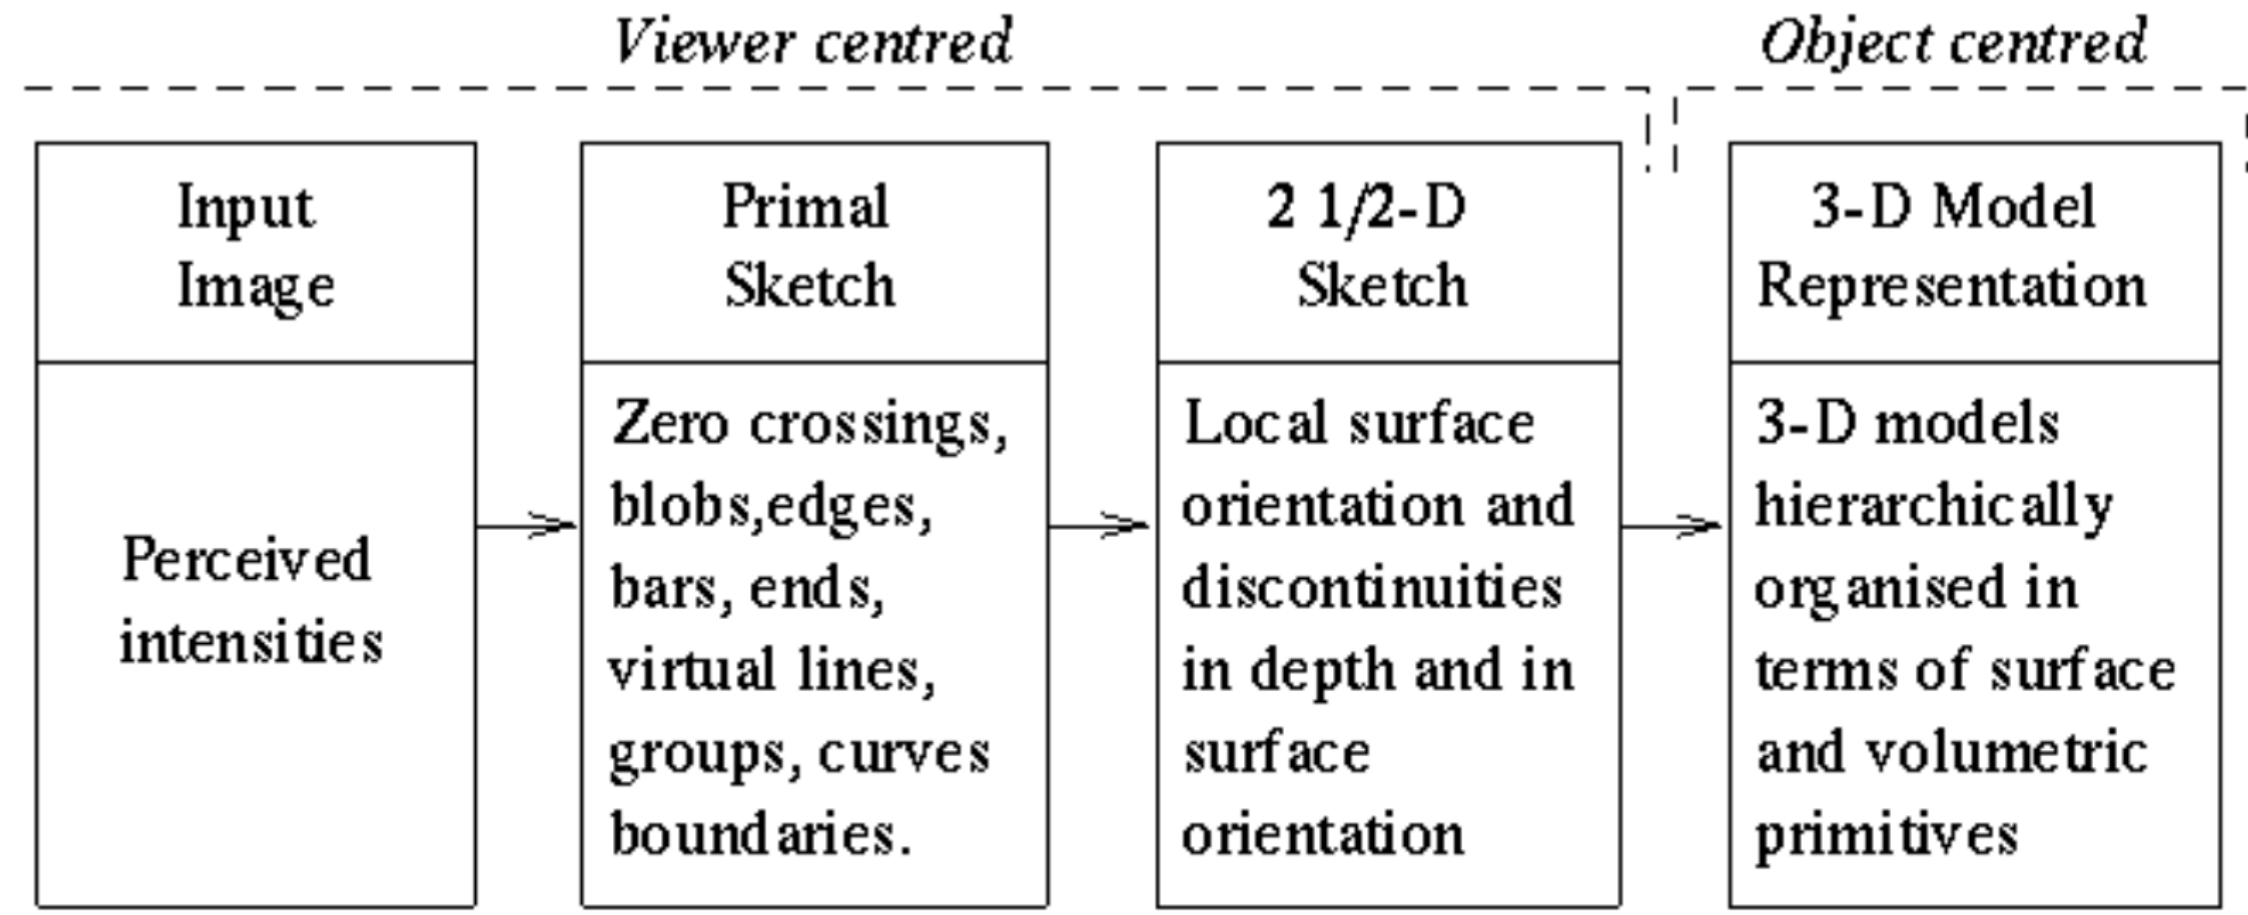 Viewer centred
Object centred
Input
Image
Perceived
intensities
Primal
Sketch
Zero crossings,
blobs,edges,
bars, ends,
virtual lines,
groups, curves
boundaries.
2 1/2-D
Sketch
Local surface
orientation and
discontinuities
in depth and in
surface
orientation
3-D Model
Representation
3-D models
hierarchically
organised in
terms of surface
and volumetric
primitives